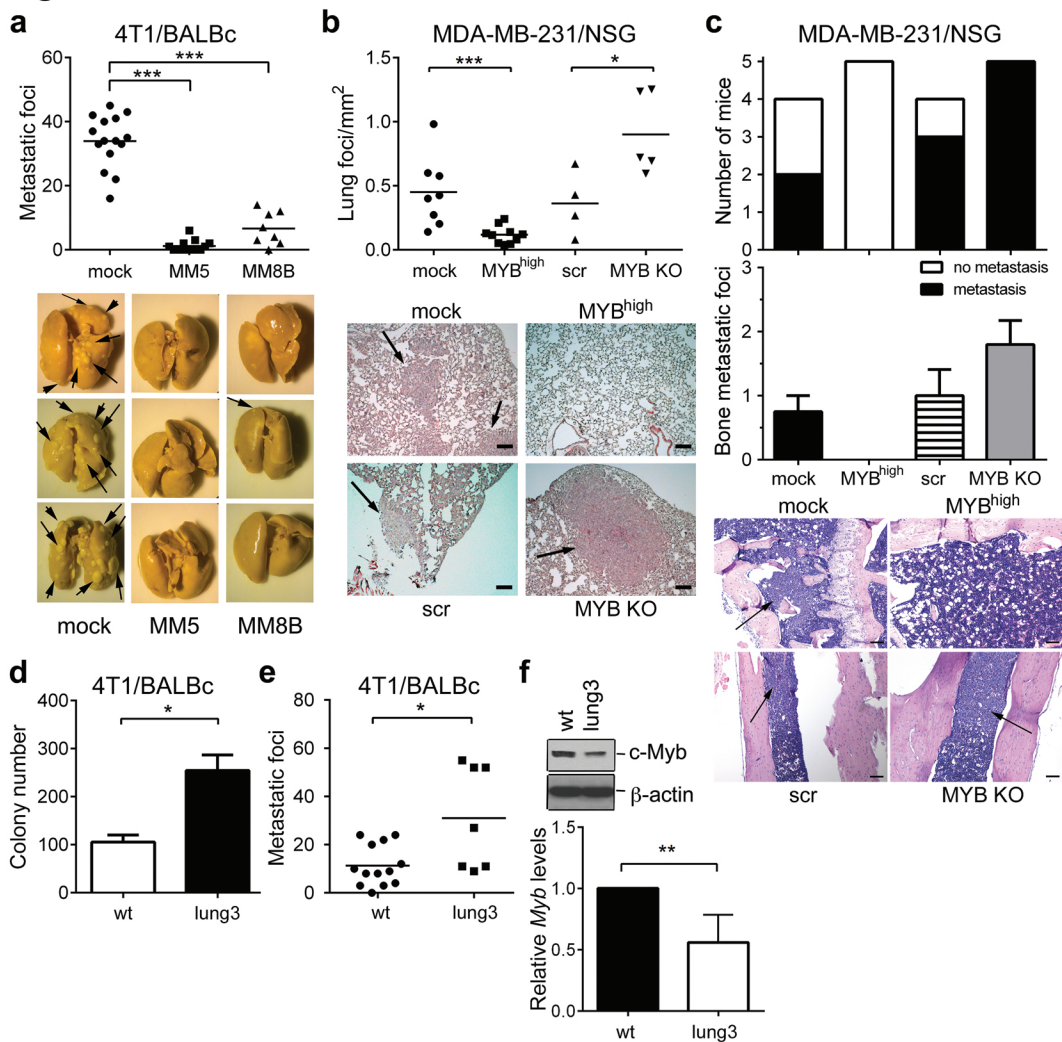 a
4T1/BALBc
Metastatic foci
60
40
20
0
***
***
mock MM5 MM8B
mock MM5 MM8B
b
MDA-MB-231/NSG
Lung foci/mm²
1.5
1.0
0.5
0.0
***
*
mock MYBhigh scr MYB KO
mock MYBhigh
scr MYB KO
c
MDA-MB-231/NSG
Number of mice
5
4
3
2
1
0
no metastasis
metastasis
Bone metastatic foci
3
2
1
0
mock MYBhigh scr MYB KO
mock MYBhigh
scr MYB KO
d
4T1/BALBc
Colony number
400
300
200
100
0
*
wt lung3
e
4T1/BALBc
Metastatic foci
80
60
40
20
0
*
wt lung3
f
wt lung3
c-Myb
β-actin
Relative Myb levels
1.5
1.0
0.5
0.0
**
wt lung3